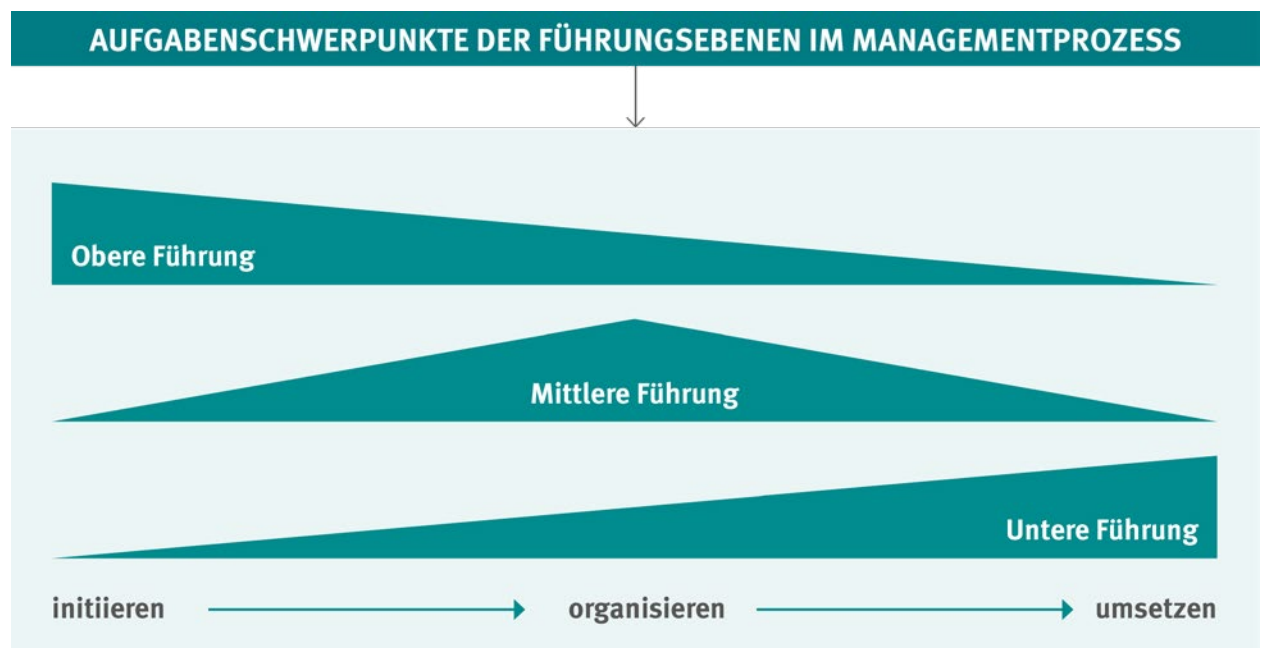 AUFGABENSCHWERPUNKTE DER FÜHRUNGSEBENEN IM MANAGEMENTPROZESS
Obere Führung
Mittlere Führung
Untere Führung
initiieren organisieren umsetzen